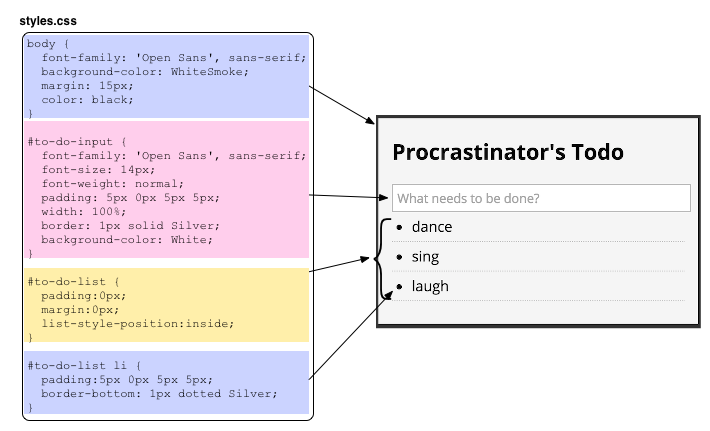 styles.css
body {
  font-family: 'Open Sans', sans-serif;
  background-color: WhiteSmoke;
  margin: 15px;
  color: black;
}
#to-do-input {
  font-family: 'Open Sans', sans-serif;
  font-size: 14px;
  font-weight: normal;
  padding: 5px 0px 5px 5px;
  width: 100%;
  border: 1px solid Silver;
  background-color: White;
}
#to-do-list {
  padding:0px;
  margin:0px;
  list-style-position:inside;
}
#to-do-list li {
  padding:5px 0px 5px 5px;
  border-bottom: 1px dotted Silver;
}
Procrastinator's Todo
What needs to be done?
• dance
• sing
• laugh